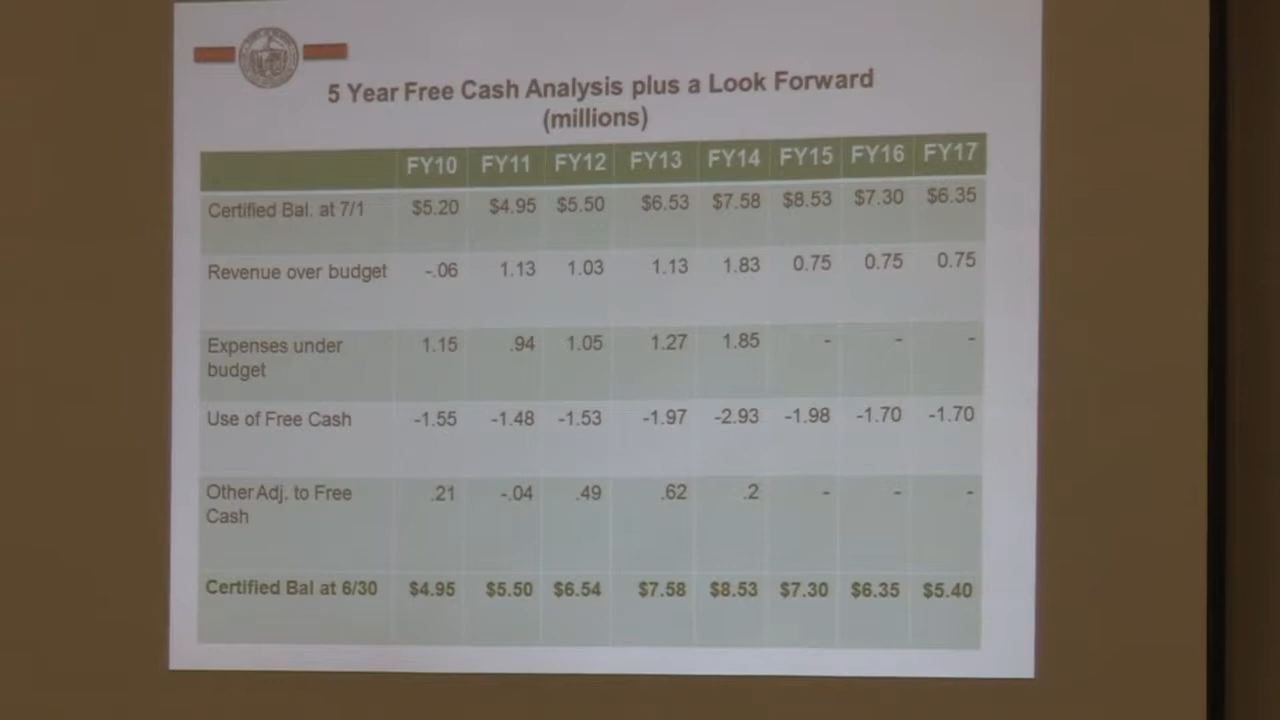 5 Year Free Cash Analysis plus a Look Forward
(millions)
FY10 FY11 FY12 FY13 FY14 FY15 FY16 FY17
Certified Bal. at 7/1 $5.20 $4.95 $5.50 $6.53 $7.58 $8.53 $7.30 $6.35
Revenue over budget -.06 1.13 1.03 1.13 1.83 0.75 0.75 0.75
Expenses under 1.15 .94 1.05 1.27 1.85 - - -
budget
Use of Free Cash -1.55 -1.48 -1.53 -1.97 -2.93 -1.98 -1.70 -1.70
Other Adj. to Free .21 -.04 .49 .62 .2 - - -
Cash
Certified Bal at 6/30 $4.95 $5.50 $6.54 $7.58 $8.53 $7.30 $6.35 $5.40